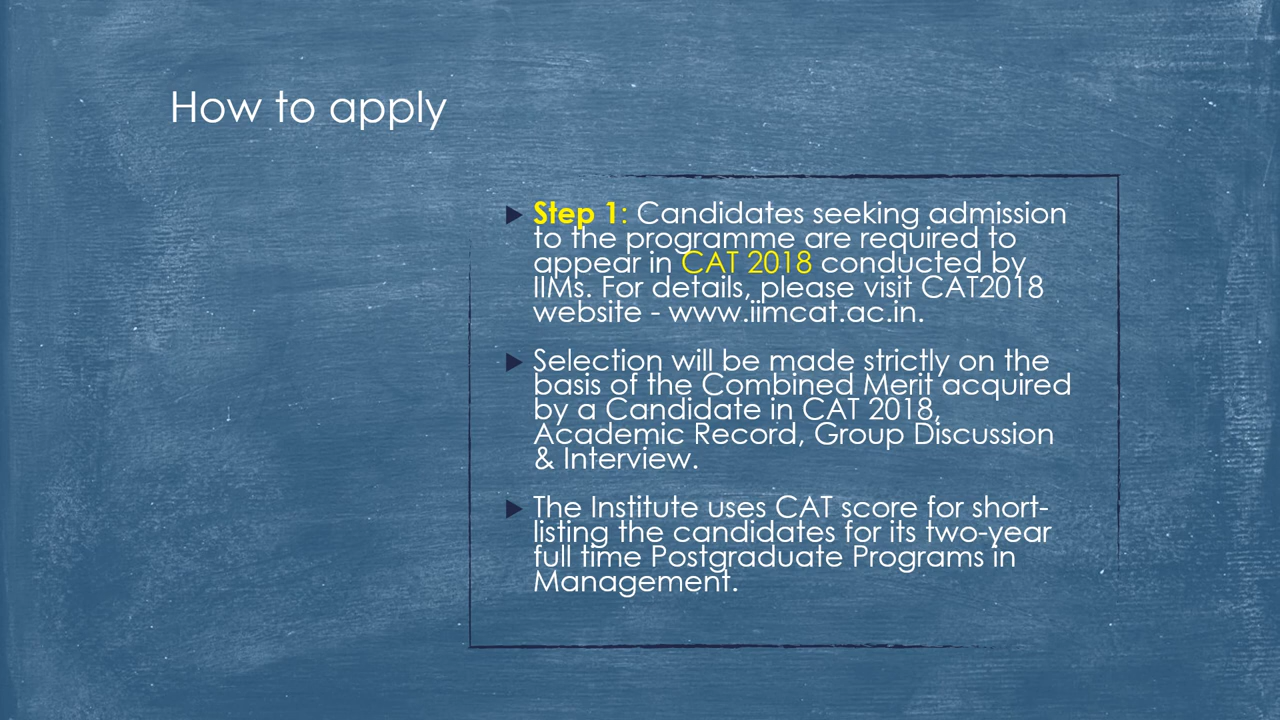 How to apply
Step 1: Candidates seeking admission
to the programme are required to
appear in CAT 2018 conducted by
IIMs. For details, please visit CAT2018
website - www.iimcat.ac.in.
Selection will be made strictly on the
basis of the Combined Merit acquired
by a Candidate in CAT 2018,
Academic Record, Group Discussion
& Interview.
The Institute uses CAT score for short-
listing the candidates for its two-year
full time Postgraduate Programs in
Management.